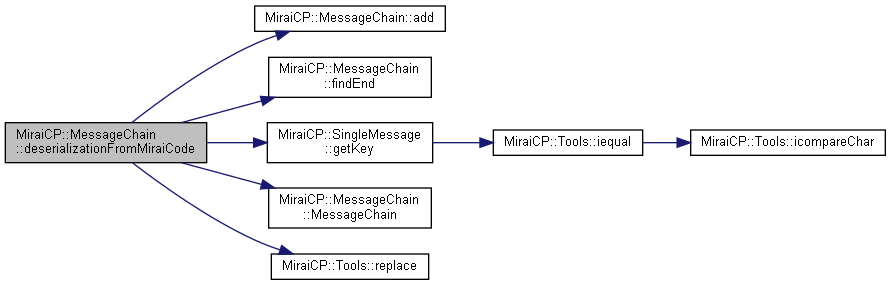 MiraiCP::MessageChain::add
MiraiCP::MessageChain
::findEnd
MiraiCP::MessageChain
::deserializationFromMiraiCode
MiraiCP::SingleMessage
::getKey
MiraiCP::Tools::iequal
MiraiCP::Tools::icompareChar
MiraiCP::MessageChain
::MessageChain
MiraiCP::Tools::replace